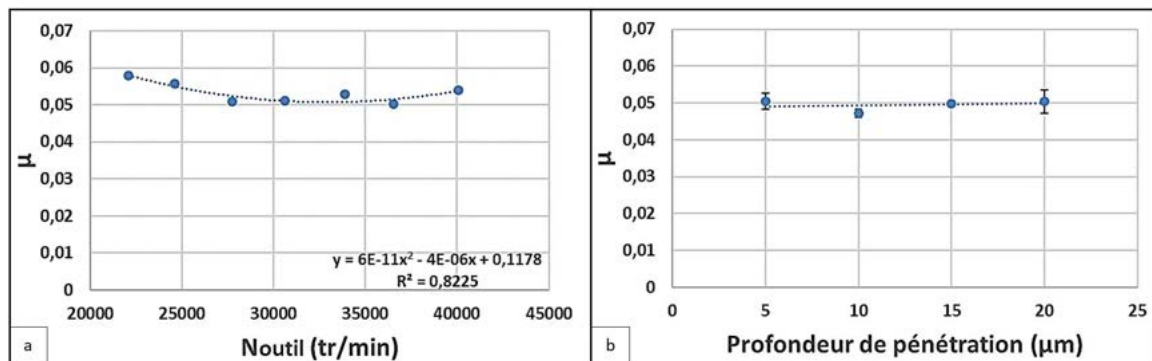 0,07
0,06
0,05
0,04
0,03
0,02
0,01
0
μ
y = 6E-11x² - 4E-06x + 0,1178
R² = 0,8225
20000 25000 30000 35000 40000 45000
a
Noutil (tr/min)
0,07
0,06
0,05
0,04
0,03
0,02
0,01
0
μ
0 5 10 15 20 25
b
Profondeur de pénétration (μm)